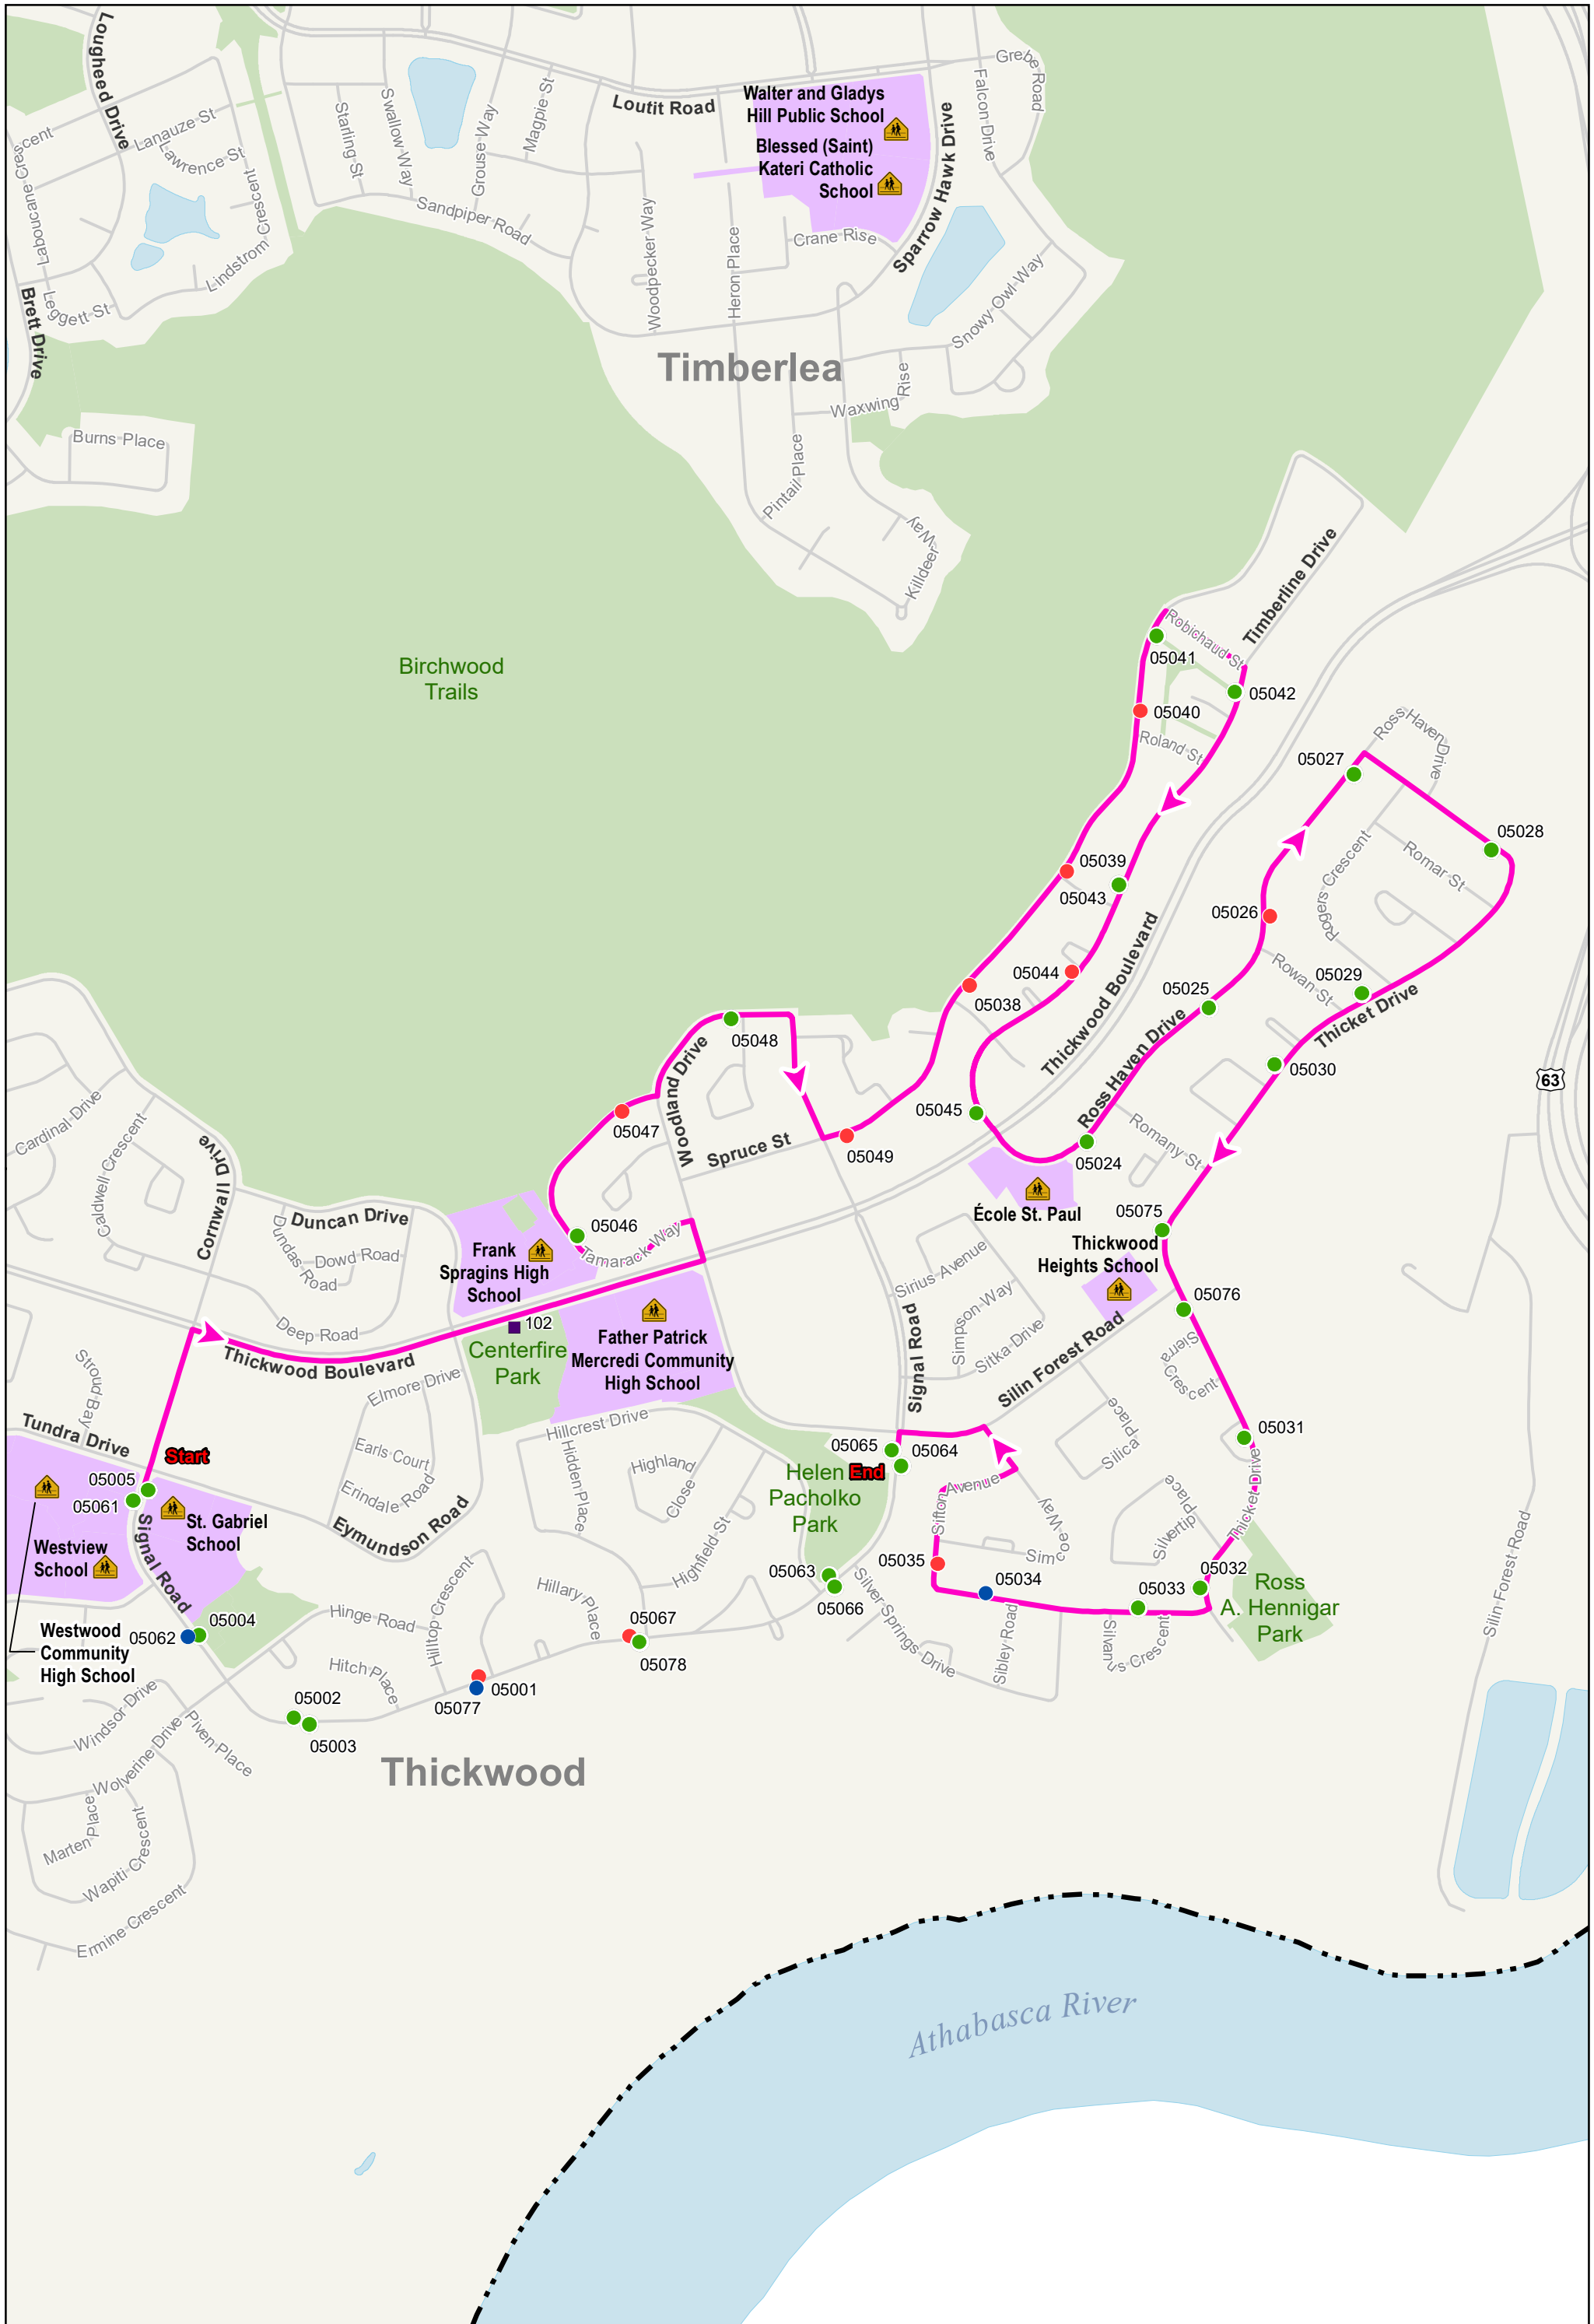 Lougheed Drive
Lanauze St
Lawrence St
Laboucane Crescent
Lindstrom Crescent
Leggett St
Brett Drive
Burns Place
Starling St
Swallow Way
Grouse Way
Magpie St
Sandpiper Road
Loutit Road
Walter and Gladys
Hill Public School
Blessed (Saint)
Kateri Catholic
School
Grebe Road
Falcon Drive
Sparrow Hawk Drive
Woodpecker Way
Heron Place
Crane Rise
Snowy Owl Way
Timberlea
Waxwing Rise
Pintail Place
Killdeer Way
Birchwood
Trails
Timberline Drive
Robichaud St
05041
05042
05040
Roland St
Ross Haven Drive
05027
05028
05039
05043
Rogers Crescent
Romar St
05026
05044
Thickwood Boulevard
Rowan St
05029
05025
05038
Thicket Drive
05048
Woodland Drive
Ross Haven Drive
05030
63
05045
05047
Spruce St
05049
05024
Romany St
École St. Paul
05075
Cardinal Drive
Caldwell Crescent
Cornwall Drive
Duncan Drive
Dundas Road
Dowd Road
Deep Road
05046
Tamarack Way
Frank
Spragins High
School
Thickwood
Heights School
05076
Sirius Avenue
Simpson Way
Sitka Drive
Signal Road
Silin Forest Road
Sierra Crescent
102
Centerfire
Park
Father Patrick
Mercredi Community
High School
Thickwood Boulevard
Strond Bay
Elmore Drive
Tundra Drive
Hillcrest Drive
Earls Court
Erindale Road
Eymundson Road
Hidden Place
Highland Close
Start
05005
05061
05065
05064
End
Helen
Pacholko
Park
05031
Silica Place
Sifton Avenue
Simcoe Way
Silvertip Place
Thicket Drive
St. Gabriel
School
Westview
School
Signal Road
Westwood
Community
High School
05004
05062
Hinge Road
Hilltop Crescent
Hillary Place
Highfield St
05063
05066
05035
05034
05032
05033
Ross
A. Hennigar
Park
Silin Forest Road
Silver Springs Drive
Sibley Road
05067
05078
Hitch Place
05002
05003
05077
05001
Windsor Drive
Wolverine Drive
Piven Place
Thickwood
Marten Place
Wapiti Crescent
Ermine Crescent
Athabasca River